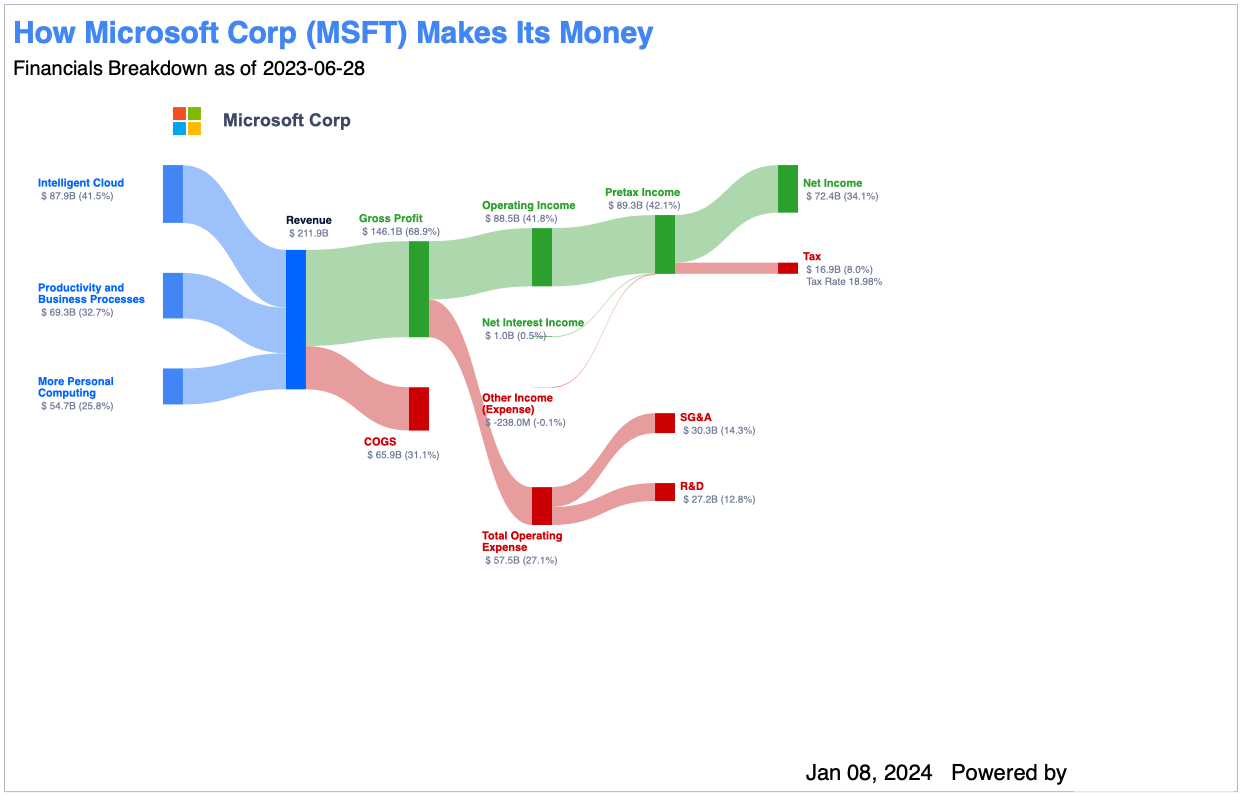 How Microsoft Corp (MSFT) Makes Its Money
Financials Breakdown as of 2023-06-28
Microsoft Corp
Intelligent Cloud
$ 87.9B (41.5%)
Productivity and
Business Processes
$ 69.3B (32.7%)
More Personal
Computing
$ 54.7B (25.8%)
Revenue
$ 211.9B
Gross Profit
$ 146.1B (68.9%)
COGS
$ 65.9B (31.1%)
Operating Income
$ 88.5B (41.8%)
Net Interest Income
$ 1.0B (0.5%)
Other Income
(Expense)
$ -238.0M (-0.1%)
Total Operating
Expense
$ 57.5B (27.1%)
Pretax Income
$ 89.3B (42.1%)
SG&A
$ 30.3B (14.3%)
R&D
$ 27.2B (12.8%)
Net Income
$ 72.4B (34.1%)
Tax
$ 16.9B (8.0%)
Tax Rate 18.98%
Jan 08, 2024 Powered by